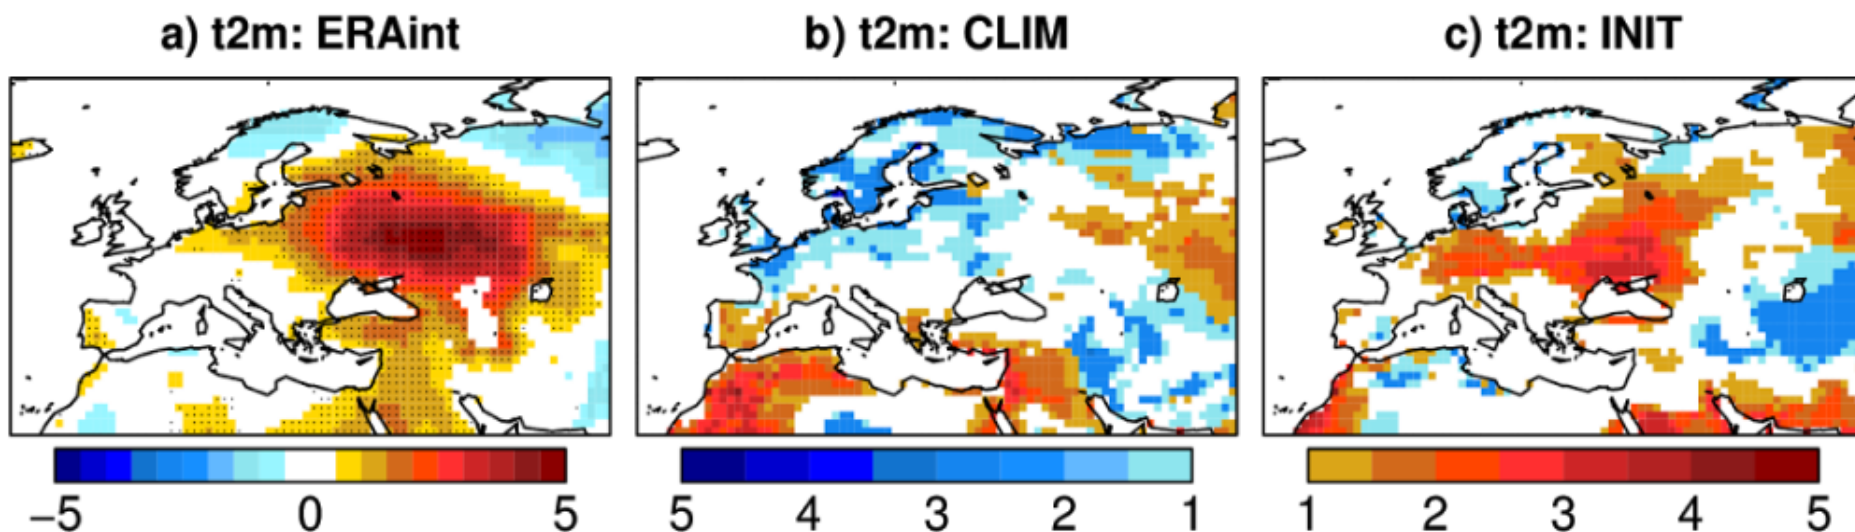 a) t2m: ERAint b) t2m: CLIM c) t2m: INIT
−5 0 5 5 4 3 2 1 1 2 3 4 5